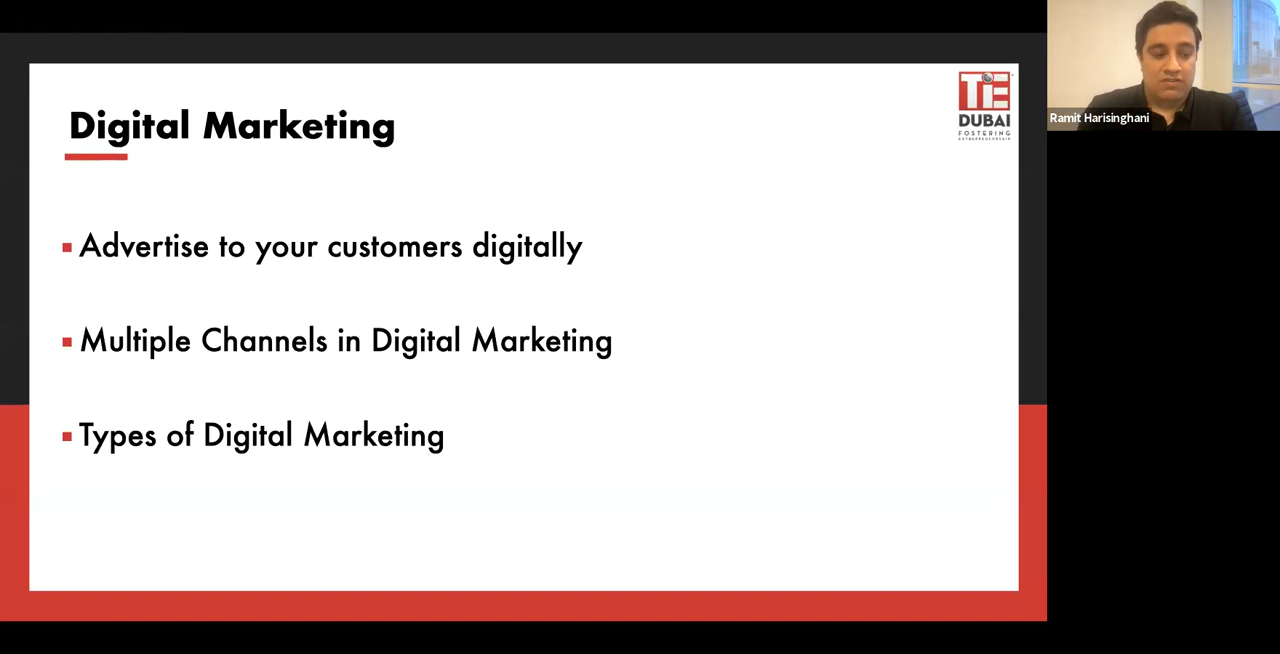 Digital Marketing
TiE
DUBAI
FOSTERING
ENTREPRENEURSHIP
Ramit Harisinghani
▪ Advertise to your customers digitally
▪ Multiple Channels in Digital Marketing
▪ Types of Digital Marketing